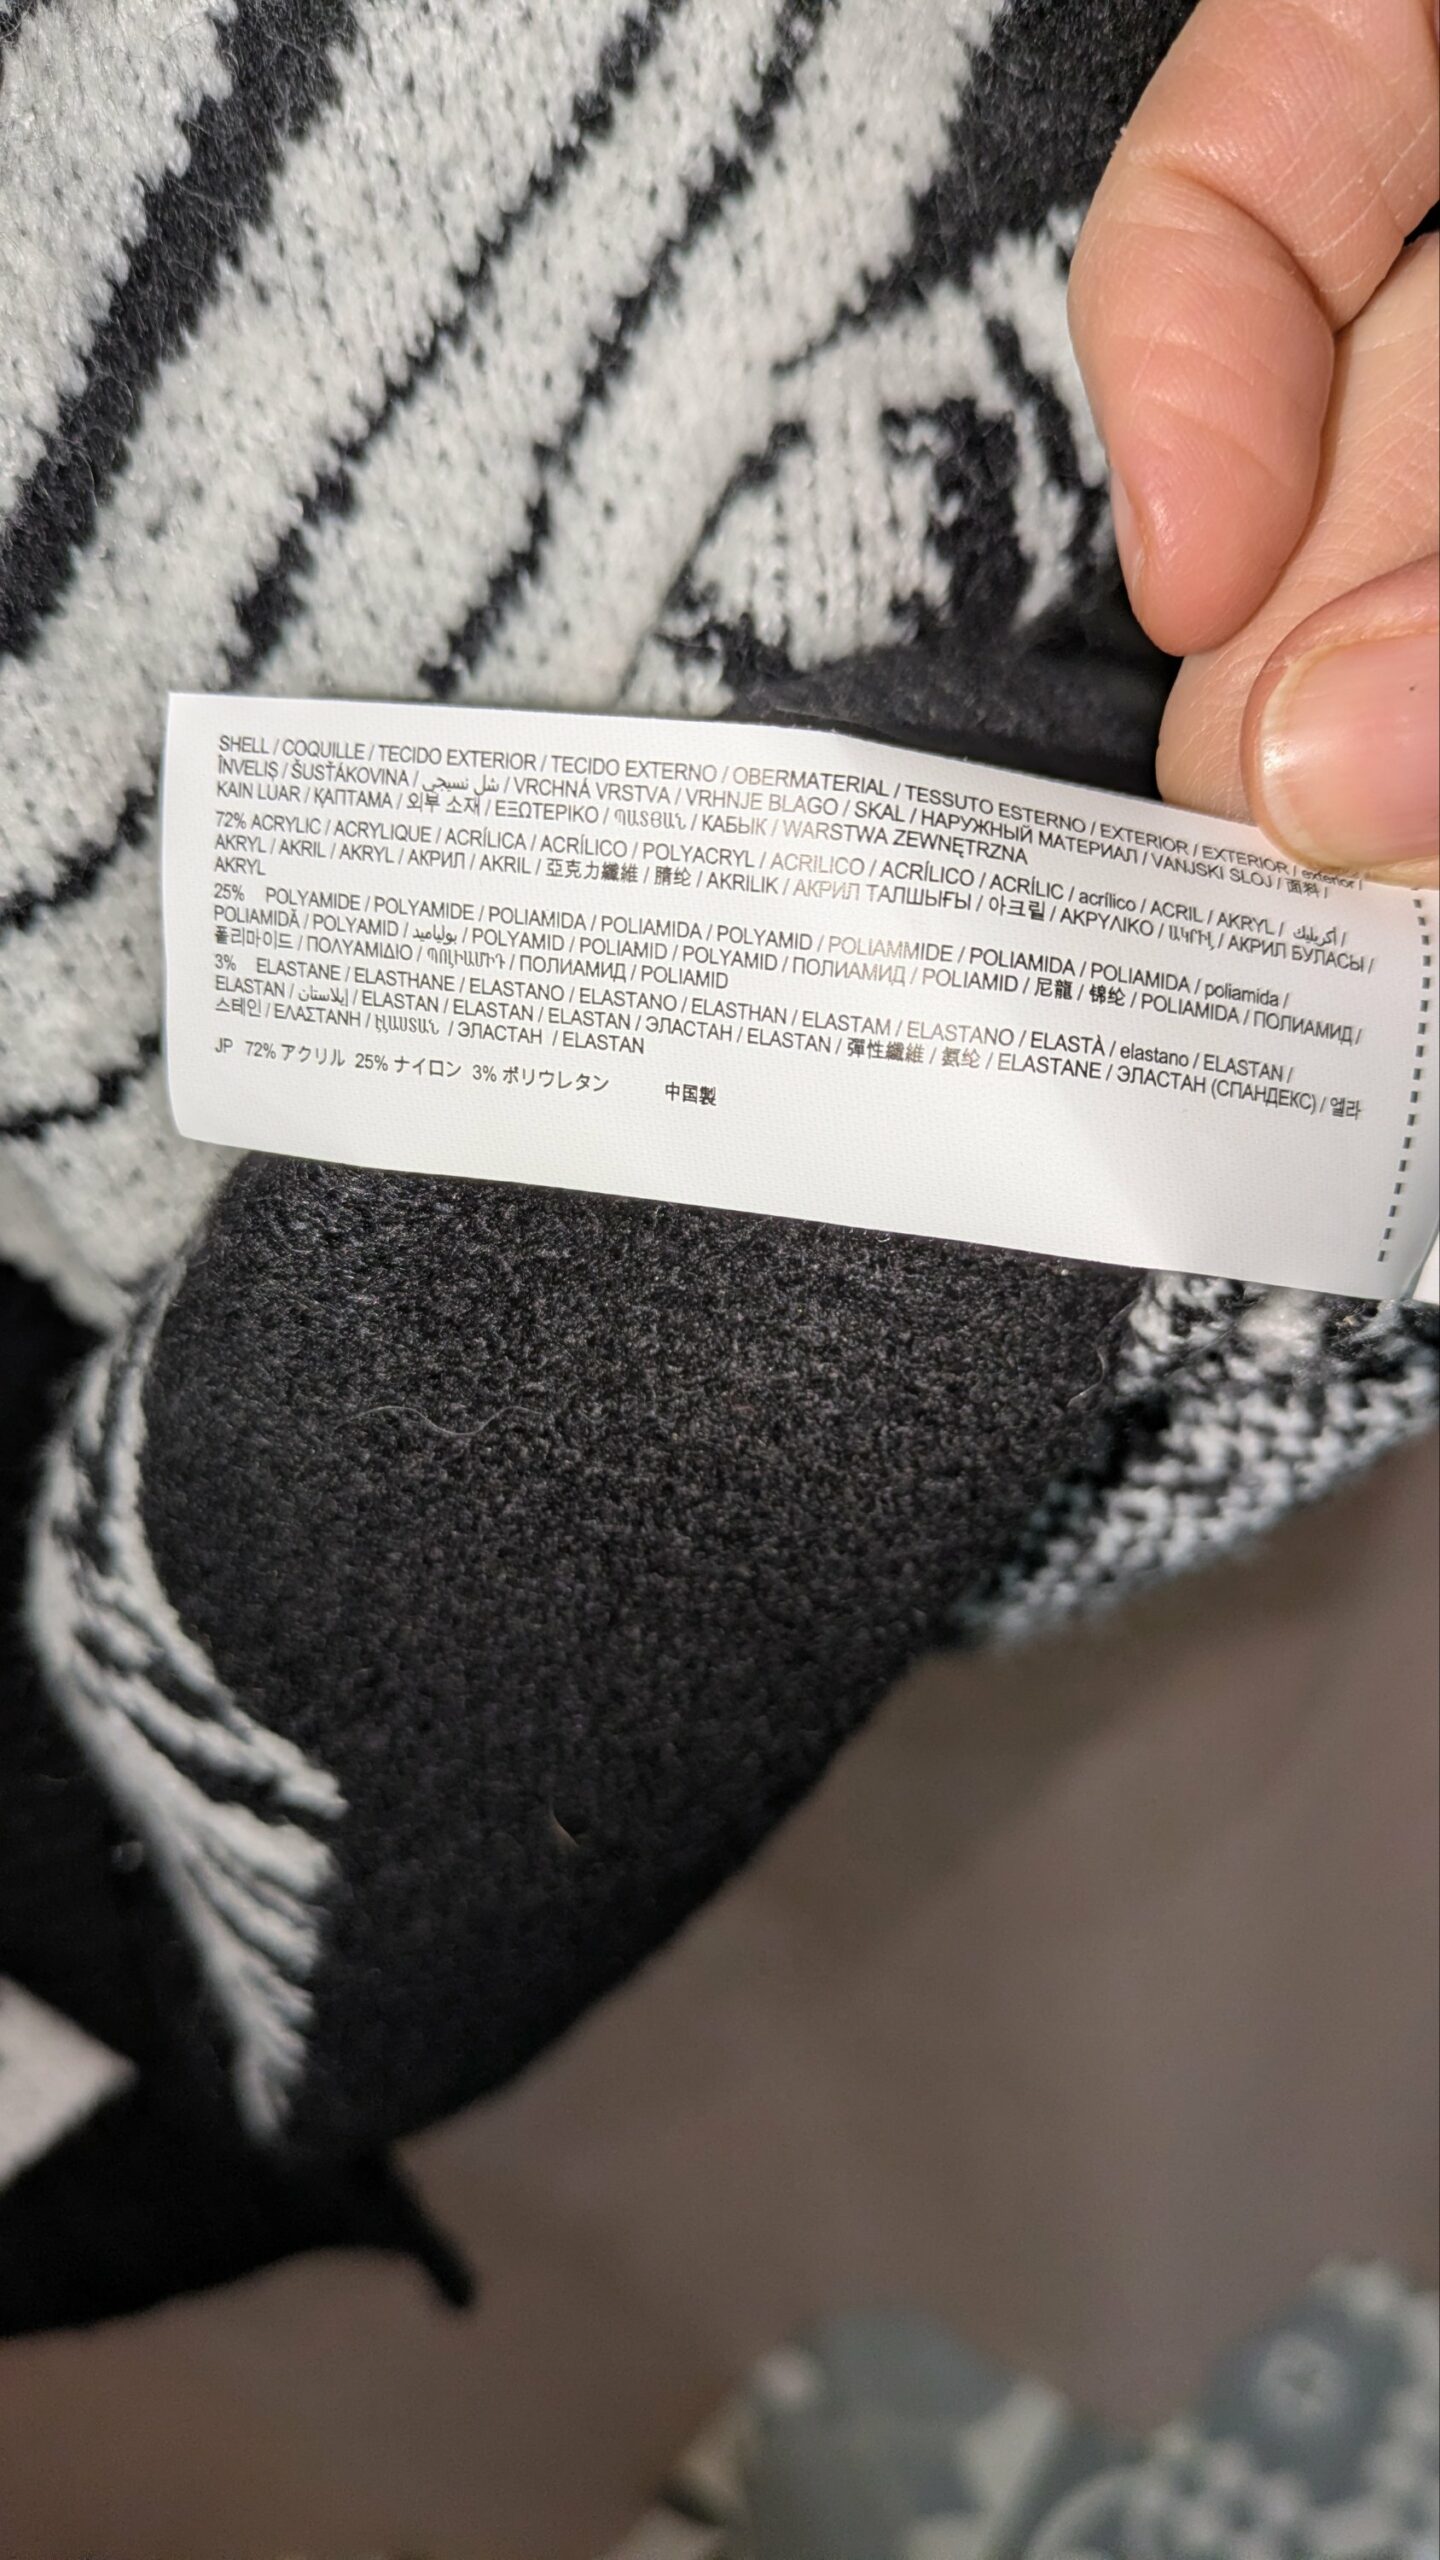 SHELL / COQUILLE / TECIDO EXTERIOR / TECIDO EXTERNO / OBERMATERIAL / TESSUTO ESTERNO / EXTERIOR / EXTERIOR / exterior /
ÎNVELIȘ / ŠUSŤÁKOVINA / شل نسيجي / VRCHNÁ VRSTVA / VRHNJE BLAGO / SKAL / НАРУЖНЫЙ МАТЕРИАЛ / VANJSKI SLOJ / 面料 /
KAIN LUAR / ҚАПТАМА / 외부 소재 / ΕΞΩΤΕΡΙΚΟ / ՊԱՏՅԱՆ / КАБЫК / WARSTWA ZEWNĘTRZNA
72% ACRYLIC / ACRYLIQUE / ACRÍLICA / ACRÍLICO / POLYACRYL / ACRILICO / ACRÍLICO / ACRÍLIC / acrílico / ACRIL / AKRYL / أكريليك /
AKRYL / AKRIL / AKRYL / АКРИЛ / AKRIL / 亞克力纖維 / 腈纶 / AKRILIK / АКРИЛ ТАЛШЫҒЫ / 아크릴 / ΑΚΡΥΛΙΚΟ / ԱԿՐԻԼ / АКРИЛ БУЛАСЫ /
AKRYL
25% POLYAMIDE / POLYAMIDE / POLIAMIDA / POLIAMIDA / POLYAMID / POLIAMMIDE / POLIAMIDA / POLIAMIDA / poliamida /
POLIAMIDĂ / POLYAMID / بولياميد / POLYAMID / POLIAMID / POLYAMID / ПОЛИАМИД / POLIAMID / 尼龍 / 锦纶 / POLIAMIDA / ПОЛИАМИД /
폴리마이드 / ΠΟΛΥΑΜΙΔΙΟ / ՊՈԼԻԱՄԻԴ / ПОЛИАМИД / POLIAMID
3% ELASTANE / ELASTHANE / ELASTANO / ELASTANO / ELASTHAN / ELASTAM / ELASTANO / ELASTÀ / elastano / ELASTAN /
ELASTAN / إيلاستان / ELASTAN / ELASTAN / ELASTAN / ЭЛАСТАН / ELASTAN / 彈性纖維 / 氨纶 / ELASTANE / ЭЛАСТАН (СПАНДЕКС) / 엘라
스테인 / ΕΛΑΣΤΑΝΗ / ԷԼԱՍՏԱՆ / ЭЛАСТАН / ELASTAN
JP 72% アクリル 25% ナイロン 3% ポリウレタン 中国製